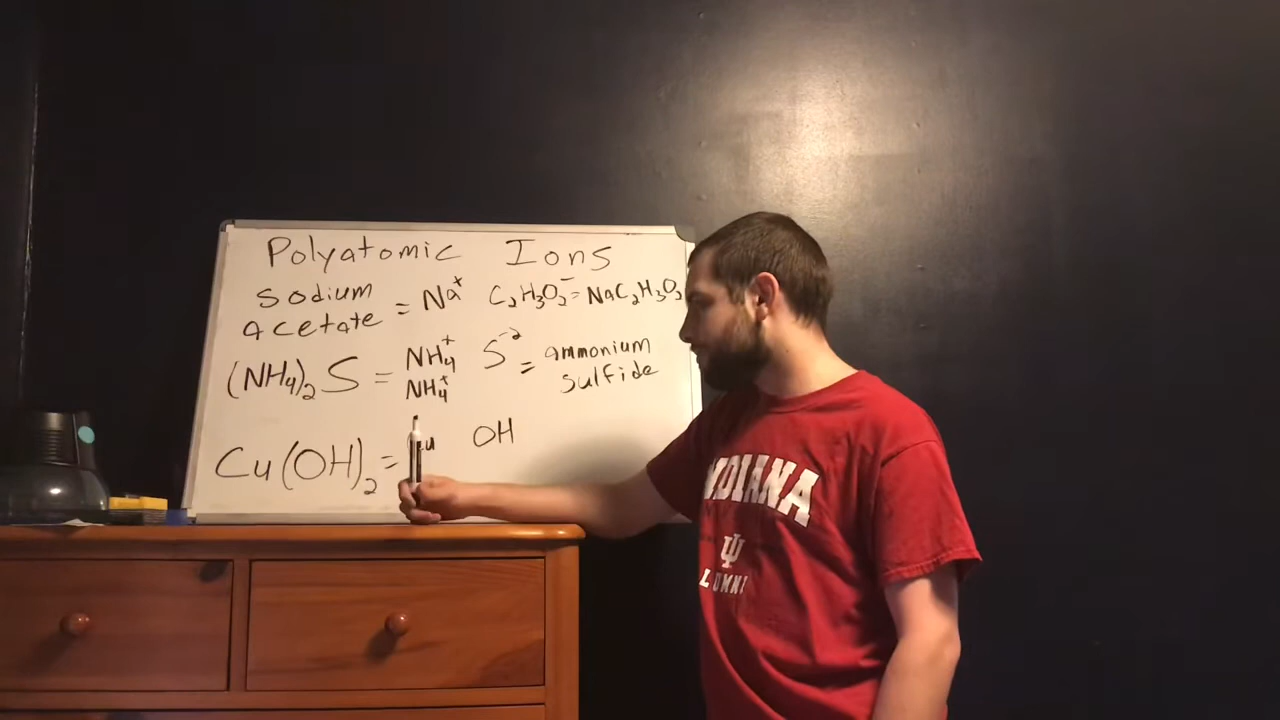 Polyatomic Ions
sodium
acetate = Na⁺ C₂H₃O₂⁻ = NaC₂H₃O₂
(NH₄)₂S = NH₄⁺ S⁻² = ammonium
NH₄⁺ sulfide
Cu(OH)₂ = OH
INDIANA
ALUMNI